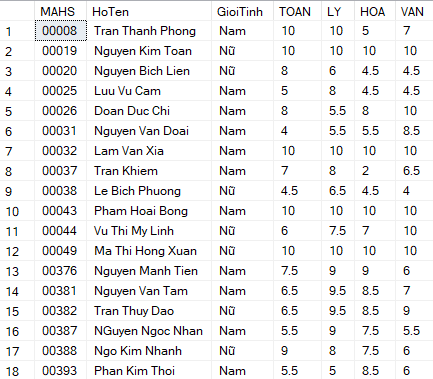 MAHS HoTen GioiTinh TOAN LY HOA VAN
1 00008 Tran Thanh Phong Nam 10 10 5 7
2 00019 Nguyen Kim Toan Nữ 10 10 10 10
3 00020 Nguyen Bich Lien Nữ 8 6 4.5 4.5
4 00025 Luu Vu Cam Nam 5 8 4.5 4.5
5 00026 Doan Duc Chi Nam 8 5.5 8 10
6 00031 Nguyen Van Doai Nam 4 5.5 5.5 8.5
7 00032 Lam Van Xia Nam 10 10 10 10
8 00037 Tran Khiem Nam 7 8 2 6.5
9 00038 Le Bich Phuong Nữ 4.5 6.5 4.5 4
10 00043 Pham Hoai Bong Nam 10 10 10 10
11 00044 Vu Thi My Linh Nữ 6 7.5 7 10
12 00049 Ma Thi Hong Xuan Nữ 10 10 10 10
13 00376 Nguyen Manh Tien Nam 7.5 9 9 6
14 00381 Nguyen Van Tam Nam 6.5 9.5 8.5 7
15 00382 Tran Thuy Dao Nữ 6.5 9.5 8.5 9
16 00387 NGuyen Ngoc Nhan Nam 5.5 9 7.5 5.5
17 00388 Ngo Kim Nhanh Nữ 9 8 7.5 6
18 00393 Phan Kim Thoi Nam 5.5 5 8.5 6